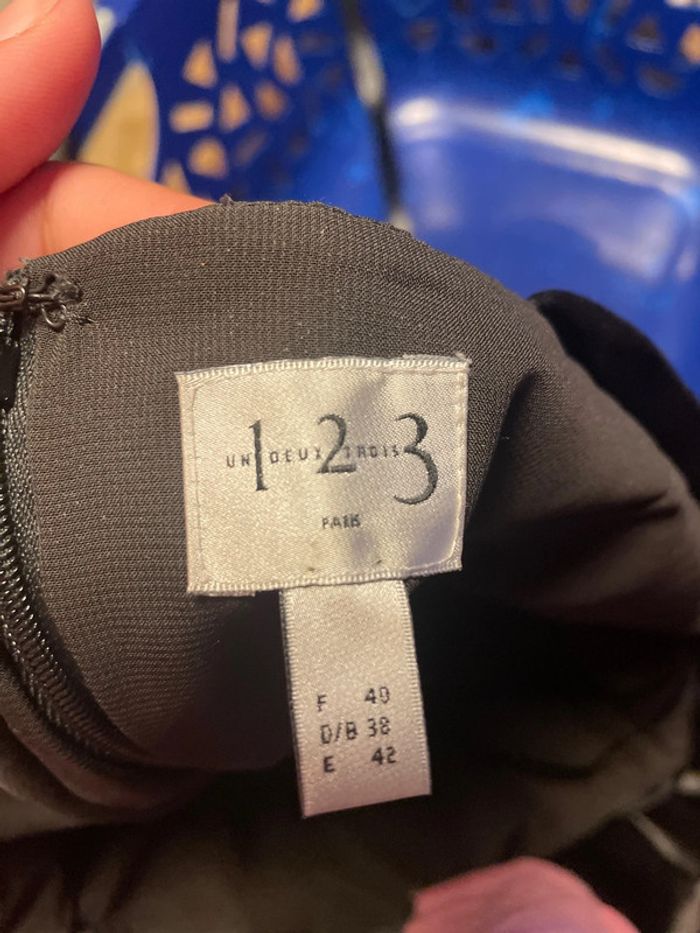 UN 1 DEUX 2 TROIS 3
PARIS
F 40
D/B 38
E 42